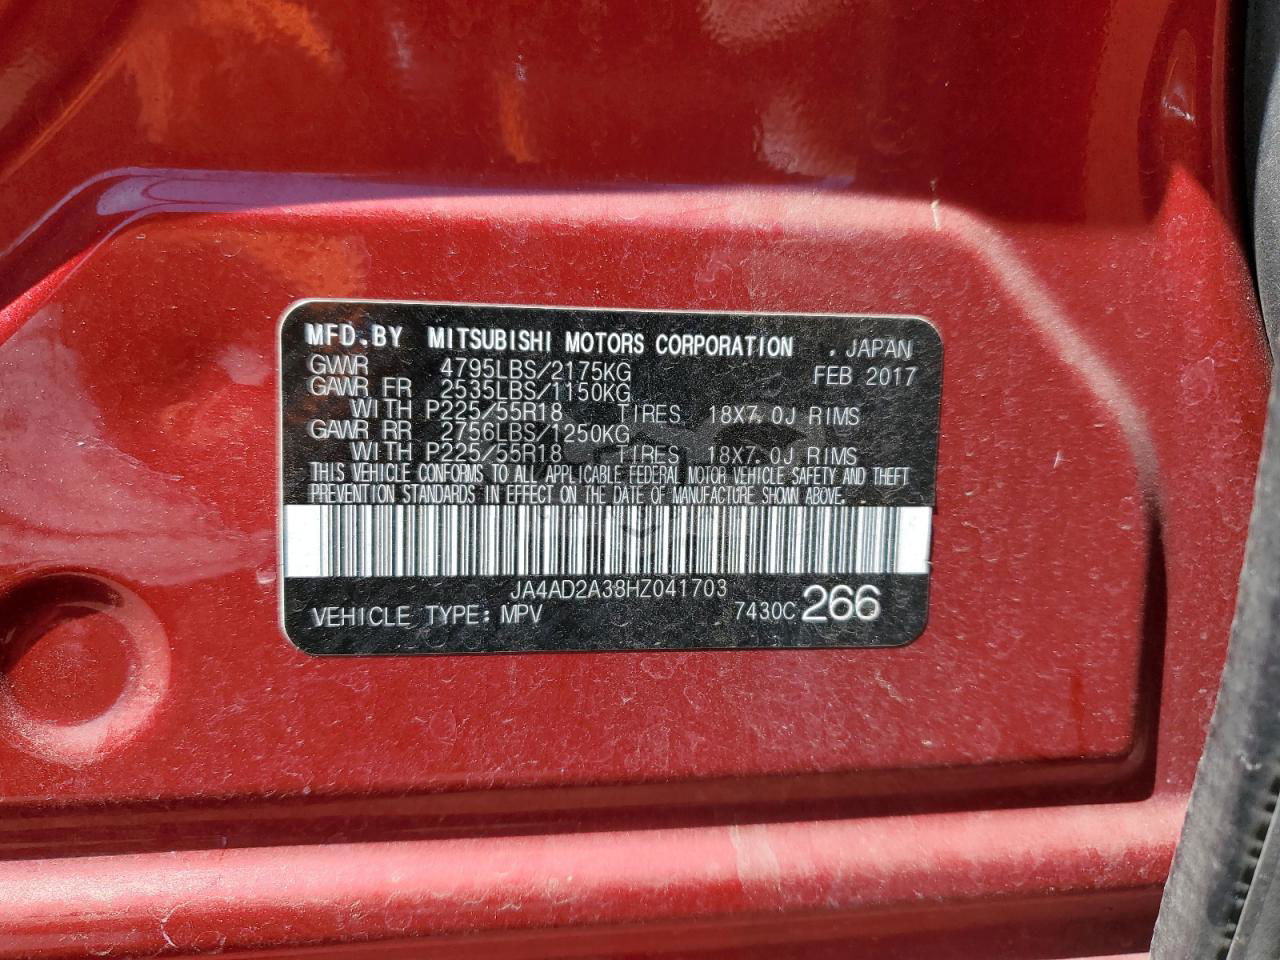 MFD.BY MITSUBISHI MOTORS CORPORATION . JAPAN
GVWR 4795LBS/2175KG FEB 2017
GAWR FR 2535LBS/1150KG
WITH P225/55R18 TIRES 18X7.0J RIMS
GAWR RR 2756LBS/1250KG
WITH P225/55R18 TIRES 18X7.0J RIMS
THIS VEHICLE CONFORMS TO ALL APPLICABLE FEDERAL MOTOR VEHICLE SAFETY AND THEFT
PREVENTION STANDARDS IN EFFECT ON THE DATE OF MANUFACTURE SHOWN ABOVE.
JA4AD2A38HZ041703
VEHICLE TYPE: MPV 7430C 266